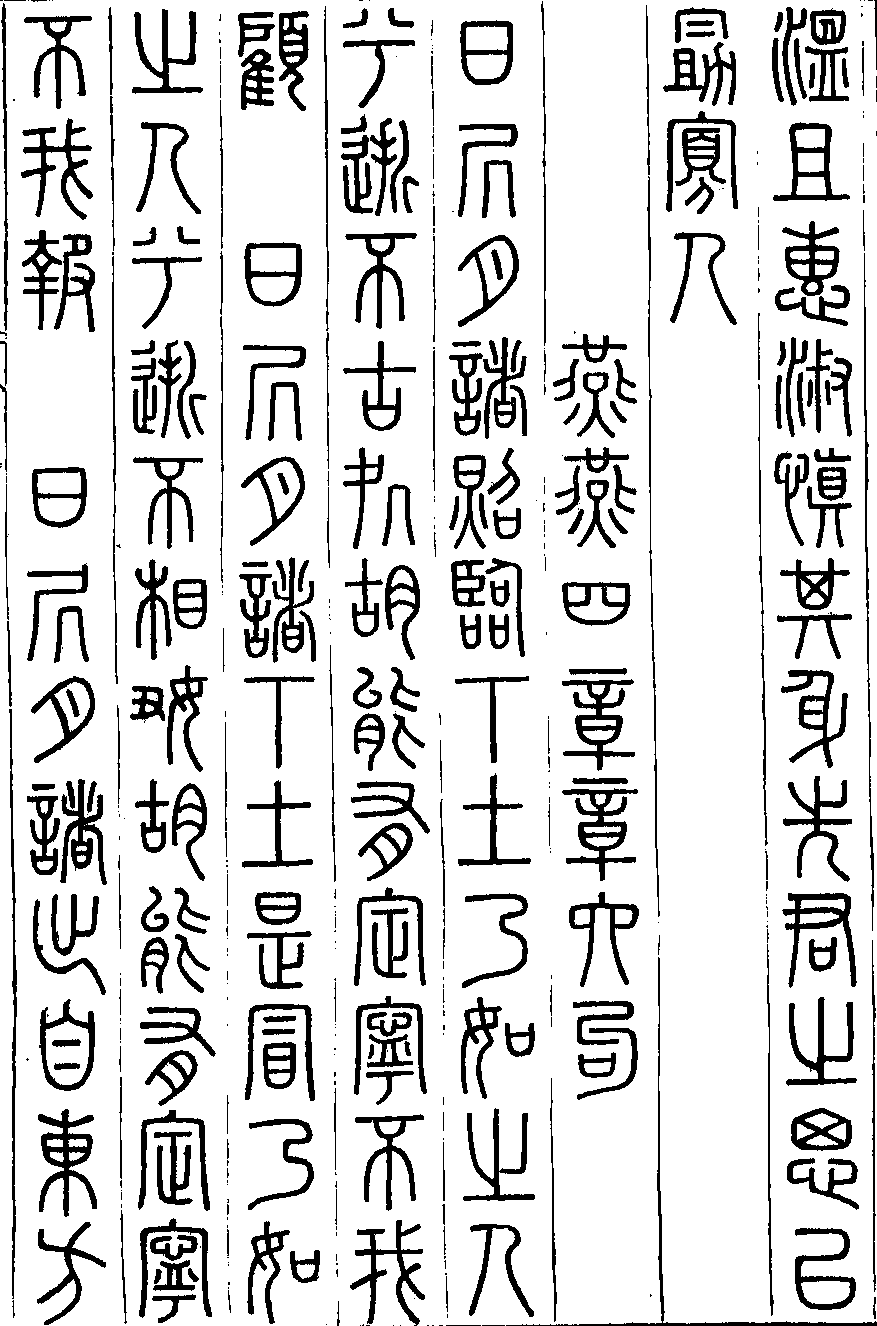 溫且惠淑慎其身先君之思以
勖寡人
燕燕四章章六句
日居月諸照臨下土乃如之人
兮逝不古処胡能有定寧不我
顧 日居月諸下土是冒乃如
之人兮逝不相好胡能有定寧
不我報 日居月諸出自東方